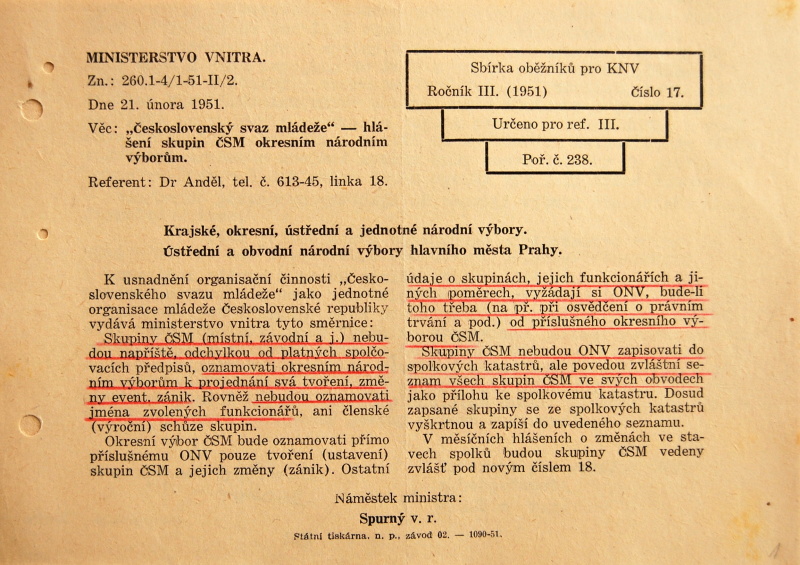 MINISTERSTVO VNITRA.
Zn.: 260.1-4/1-51-II/2.
Dne 21. února 1951.
Věc: „Československý svaz mládeže“ — hlá-
šení skupin ČSM okresním národním
výborům.
Referent: Dr Anděl, tel. č. 613-45, linka 18.
Sbírka oběžníků pro KNV
Ročník III. (1951) Číslo 17.
Určeno pro ref. III.
Poř. č. 238.
Krajské, okresní, ústřední a jednotné národní výbory.
Ústřední a obvodní národní výbory hlavního města Prahy.
K usnadnění organisační činnosti „Česko-
slovenského svazu mládeže“ jako jednotné
organisace mládeže Československé republiky
vydává ministerstvo vnitra tyto směrnice:
Skupiny ČSM (místní, závodní a j.) nebu-
dou napříště, odchylkou od platných spolčo-
vacích předpisů, oznamovati okresním národ-
ním výborům k projednání svá tvoření, změ-
ny event. zánik. Rovněž nebudou oznamovati
jména zvolených funkcionářů, ani členské
(výroční) schůze skupin.
Okresní výbor ČSM bude oznamovati přímo
příslušnému ONV pouze tvoření (ustavení)
skupin ČSM a jejich změny (zánik). Ostatní
údaje o skupinách, jejich funkcionářích a ji-
ných poměrech, vyžádají si ONV, bude-li
toho třeba (na př. při osvědčení o právním
trvání a pod.) od příslušného okresního vý-
borou ČSM.
Skupiny ČSM nebudou ONV zapisovati do
spolkových katastrů, ale povedou zvláštní se-
znam všech skupin ČSM ve svých obvodech
jako přílohu ke spolkovému katastru. Dosud
zapsané skupiny se ze spolkových katastrů
vyškrtnou a zapíší do uvedeného seznamu.
V měsíčních hlášeních o změnách ve sta-
vech spolků budou skupiny ČSM vedeny
zvlášť pod novým číslem 18.
Náměstek ministra:
Spurný v. r.
Státní tiskárna, n. p., závod 02. — 1090-51.
1